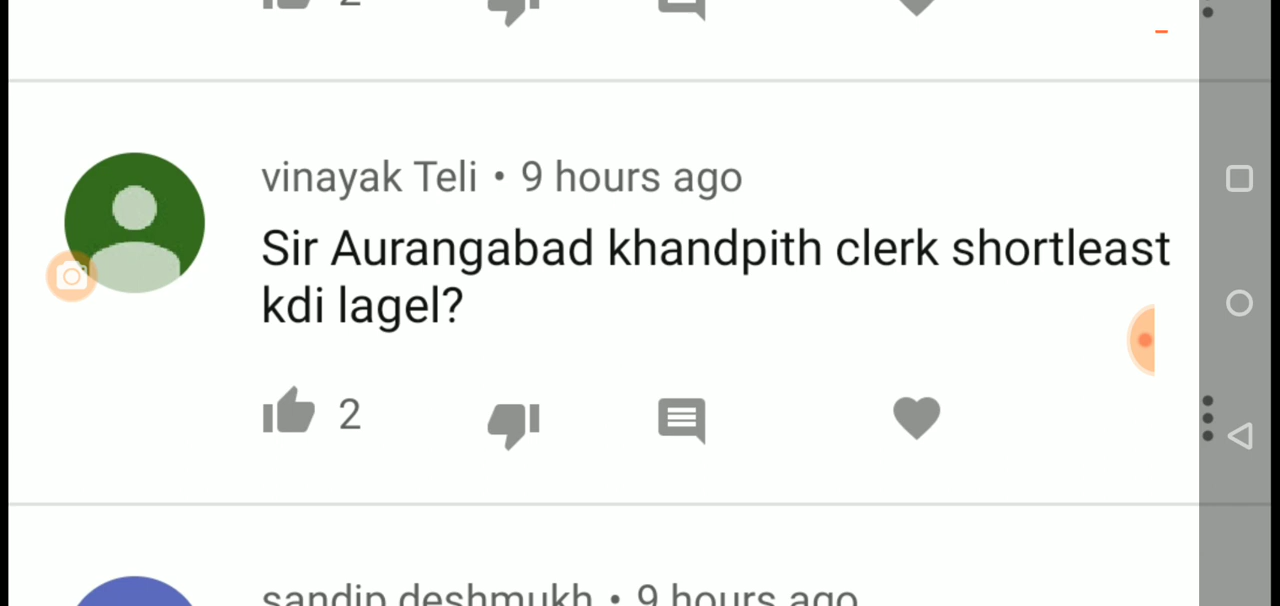 2
vinayak Teli • 9 hours ago
Sir Aurangabad khandpith clerk shortleast
kdi lagel?
2
sandip deshmukh • 9 hours ago